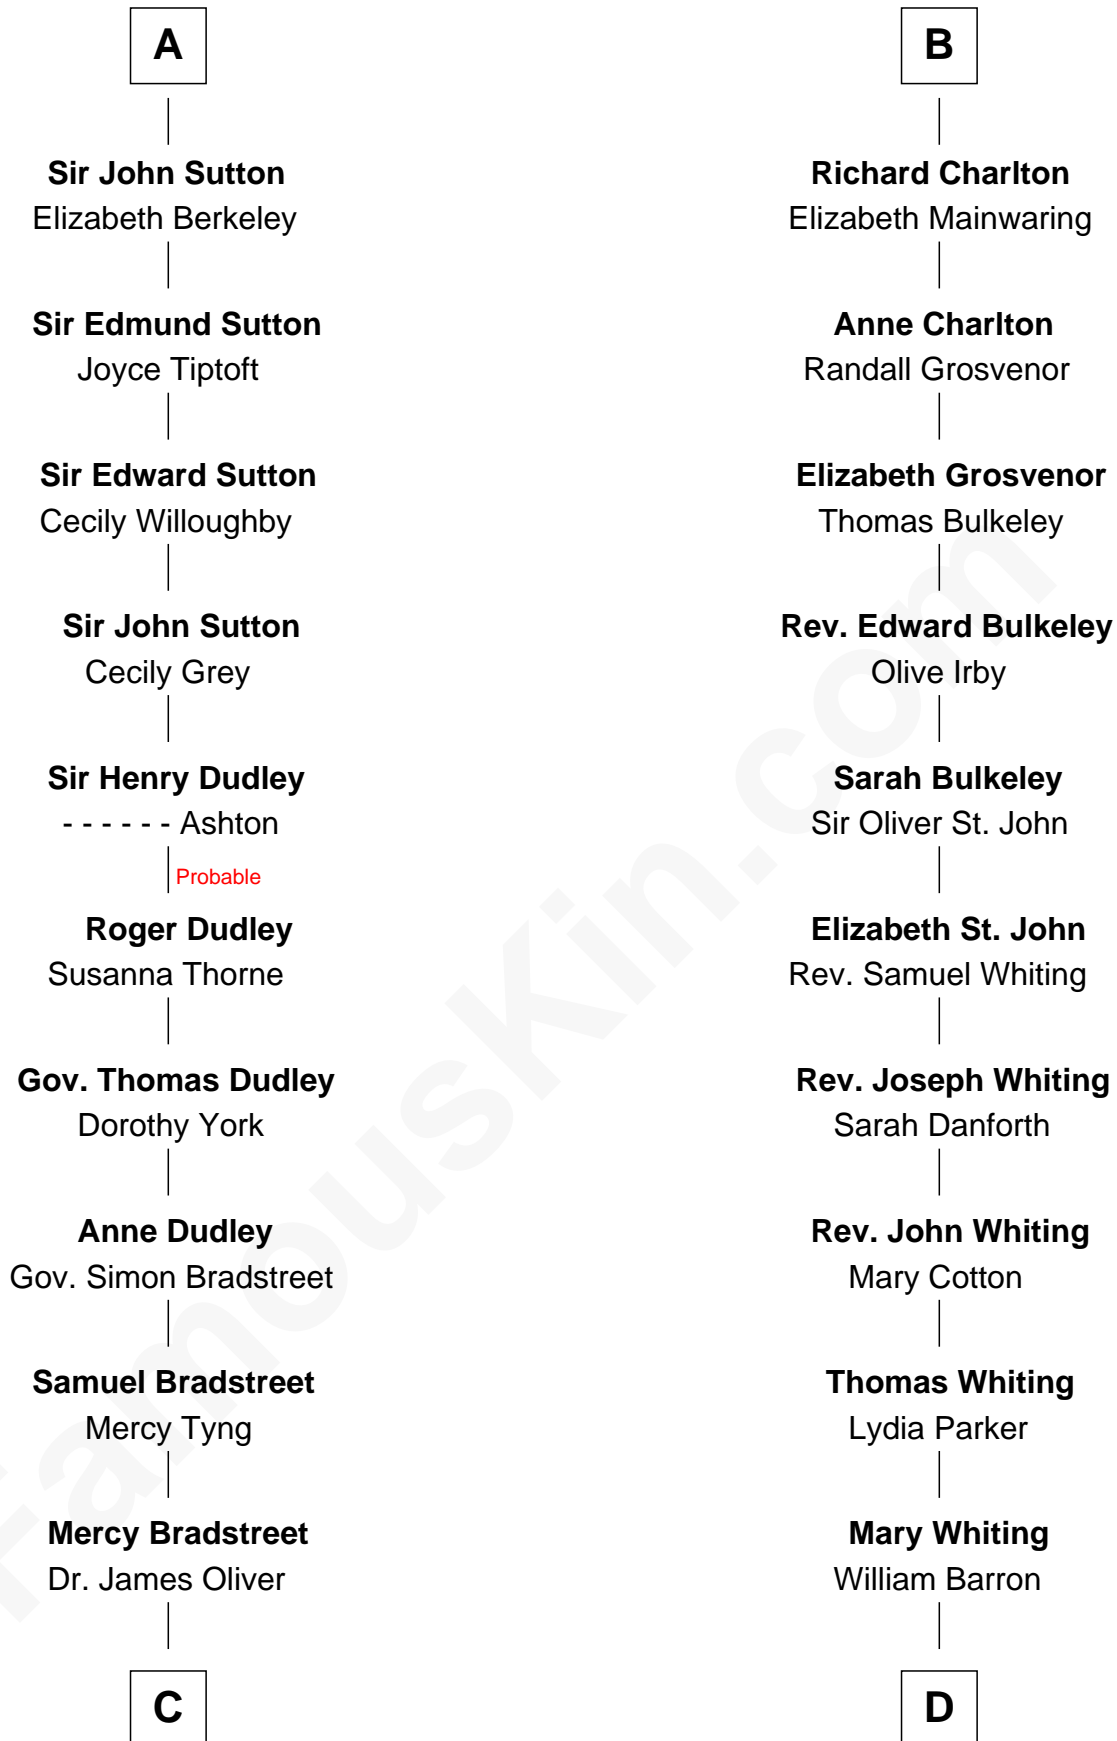 A
Sir John Sutton
Elizabeth Berkeley
Sir Edmund Sutton
Joyce Tiptoft
Sir Edward Sutton
Cecily Willoughby
Sir John Sutton
Cecily Grey
Sir Henry Dudley
- - - - - - Ashton
Probable
Roger Dudley
Susanna Thorne
Gov. Thomas Dudley
Dorothy York
Anne Dudley
Gov. Simon Bradstreet
Samuel Bradstreet
Mercy Tyng
Mercy Bradstreet
Dr. James Oliver
C
B
Richard Charlton
Elizabeth Mainwaring
Anne Charlton
Randall Grosvenor
Elizabeth Grosvenor
Thomas Bulkeley
Rev. Edward Bulkeley
Olive Irby
Sarah Bulkeley
Sir Oliver St. John
Elizabeth St. John
Rev. Samuel Whiting
Rev. Joseph Whiting
Sarah Danforth
Rev. John Whiting
Mary Cotton
Thomas Whiting
Lydia Parker
Mary Whiting
William Barron
D
FamousKin.com